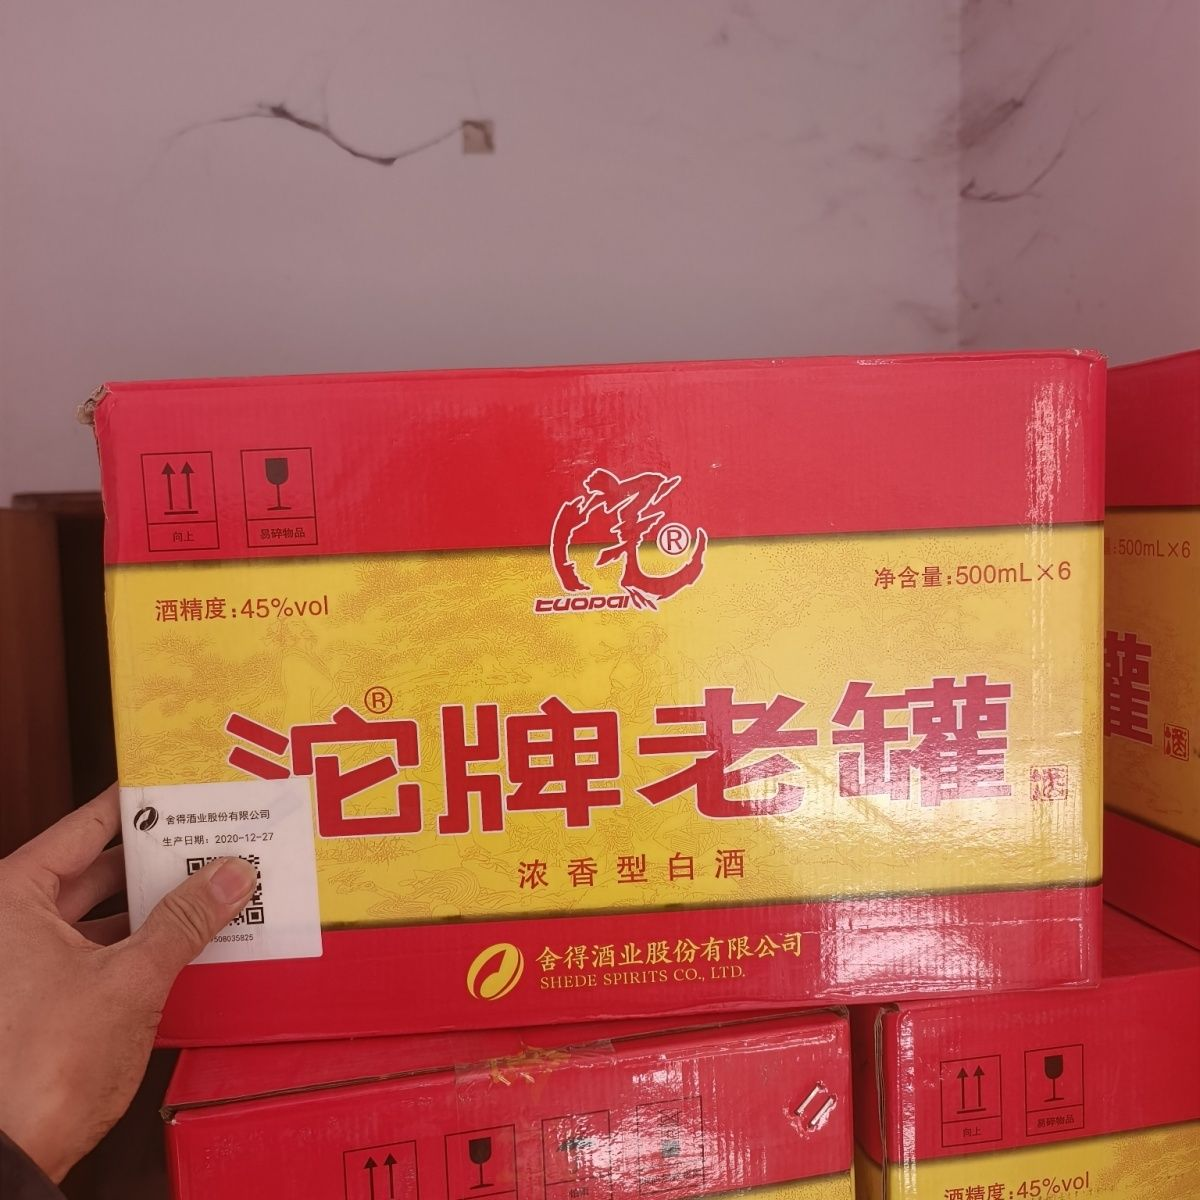 向上
易碎物品
®
tuopai
酒精度:45%vol
净含量:500mL×6
®
沱牌老罐
酒
浓香型白酒
舍得酒业股份有限公司
生产日期: 2020-12-27
508035825
舍得酒业股份有限公司
SHEDE SPIRITS CO., LTD.
500mL×6
罐
酒
向上
易碎物品
酒精度:45%vol